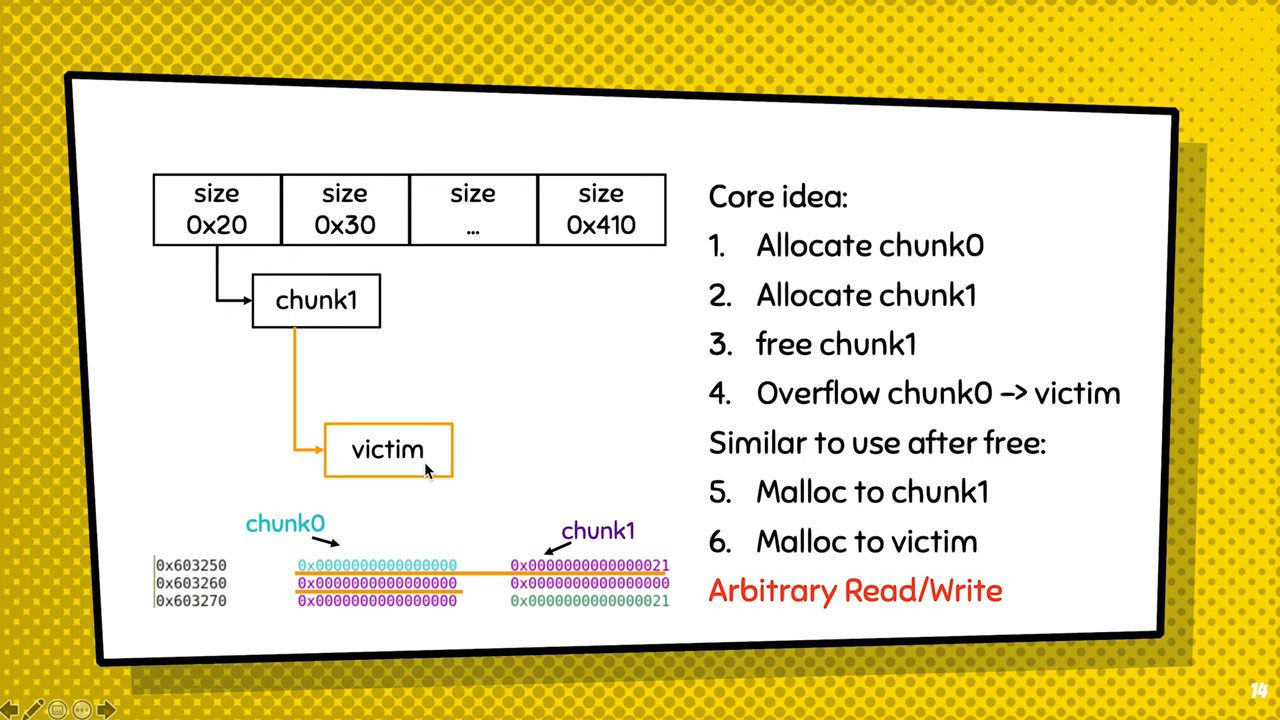 size size size size
0x20 0x30 ... 0x410
chunk1
victim
chunk0
chunk1
0x603250 0x0000000000000000 0x0000000000000021
0x603260 0x0000000000000000 0x0000000000000000
0x603270 0x0000000000000000 0x0000000000000021
Core idea:
1. Allocate chunk0
2. Allocate chunk1
3. free chunk1
4. Overflow chunk0 -> victim
Similar to use after free:
5. Malloc to chunk1
6. Malloc to victim
Arbitrary Read/Write
14